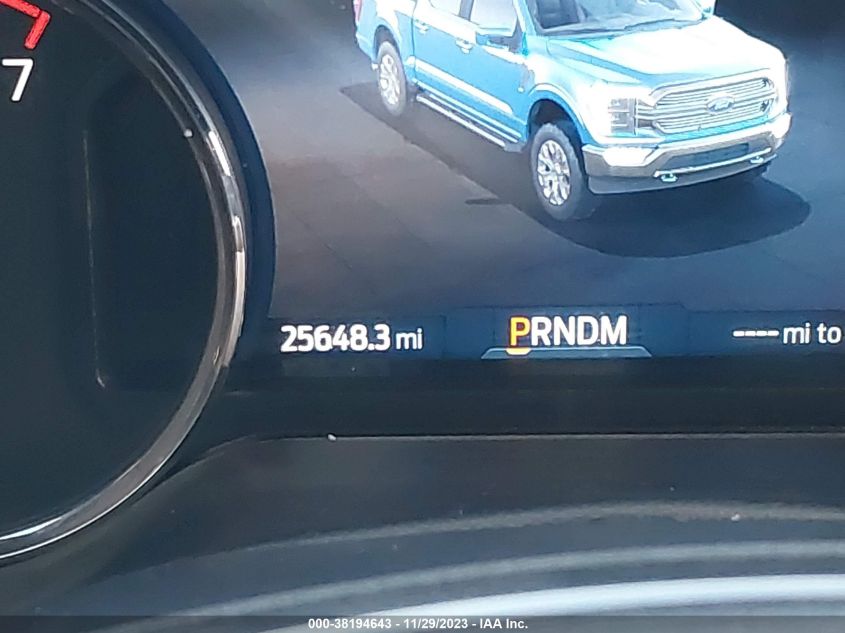 7
25648.3 mi PRNDM ---- mi to
000-38194643 - 11/29/2023 - IAA Inc.